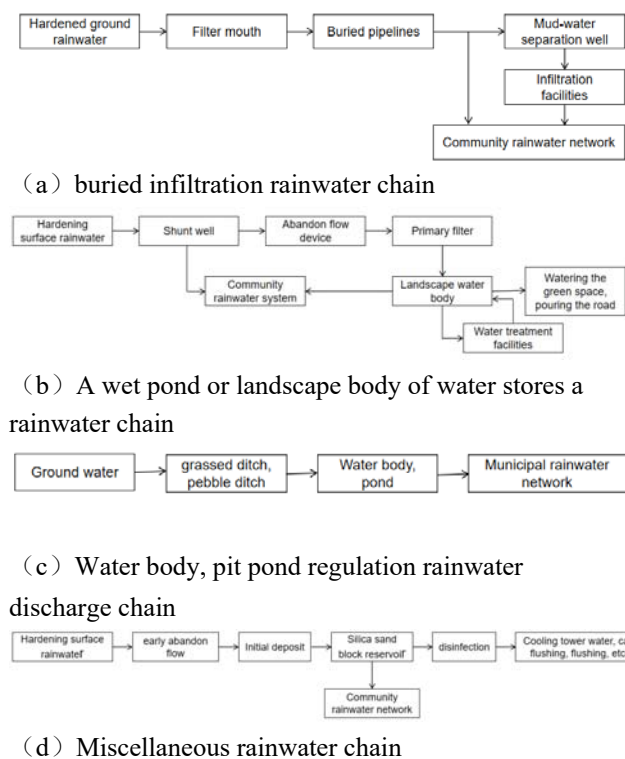 Hardened ground
rainwater
Filter mouth
Buried pipelines
Mud-water
separation well
Infiltration
facilities
Community rainwater network
（a）buried infiltration rainwater chain
Hardening
surface rainwater
Shunt well
Abandon flow
device
Primary filter
Community
rainwater system
Landscape water
body
Watering the
green space,
pouring the road
Water treatment
facilities
（b）A wet pond or landscape body of water stores a
rainwater chain
Ground water
grassed ditch,
pebble ditch
Water body,
pond
Municipal rainwater
network
（c）Water body, pit pond regulation rainwater
discharge chain
Hardening surface
rainwater
early abandon
flow
Initial deposit
Silica sand
block reservoir
disinfection
Cooling tower water, ca
flushing, flushing, etc
Community
rainwater network
（d）Miscellaneous rainwater chain